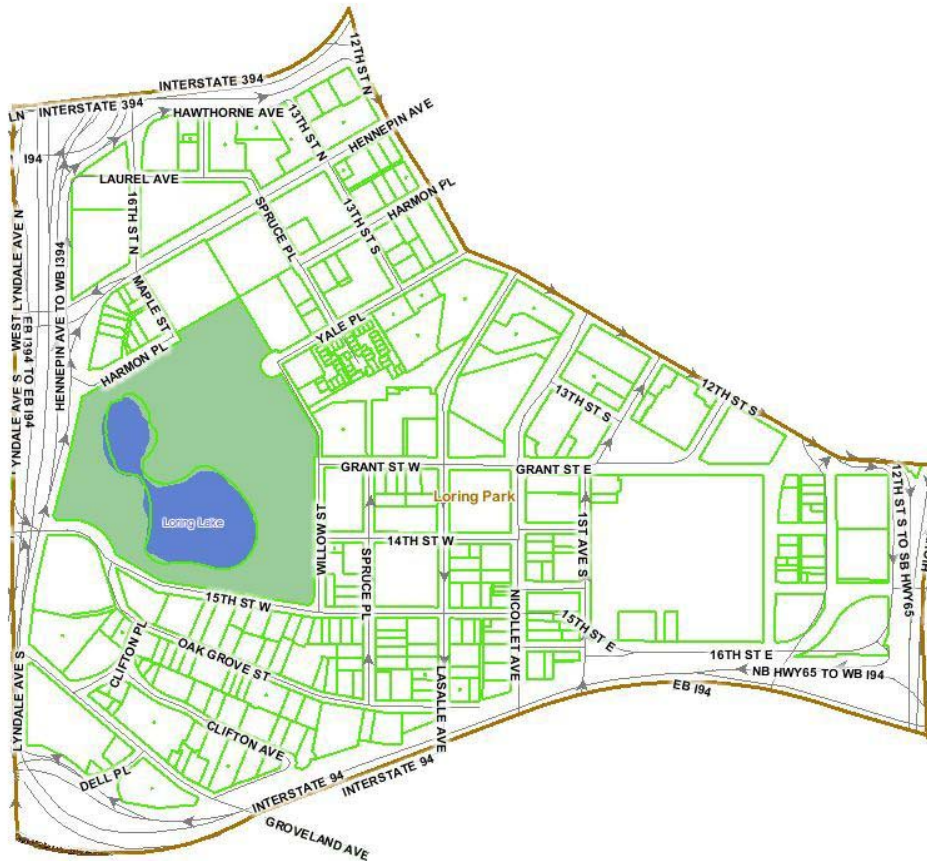 12TH ST N
INTERSTATE 394
LN
INTERSTATE 394
HAWTHORNE AVE
13TH ST N
HENNEPIN AVE
I94
LAUREL AVE
16TH ST N
SPRUCE PL
13TH ST S
HARMON PL
WEST LYNDALE AVE N
EB I394 TO EB I94
HENNEPIN AVE TO WB I394
MAPLE ST
YALE PL
HARMON PL
YNDALE AVE S
12TH ST S
13TH ST S
GRANT ST W
GRANT ST E
Loring Park
Loring Lake
WILLOW ST
14TH ST W
1ST AVE S
12TH ST S TO SB HWY65
SPRUCE PL
15TH ST W
NICOLLET AVE
15TH ST E
CLIFTON PL
OAK GROVE ST
16TH ST E
LYNDALE AVE S
LASALLE AVE
NB HWY65 TO WB I94
EB I94
CLIFTON AVE
DELL PL
INTERSTATE 94
INTERSTATE 94
GROVELAND AVE